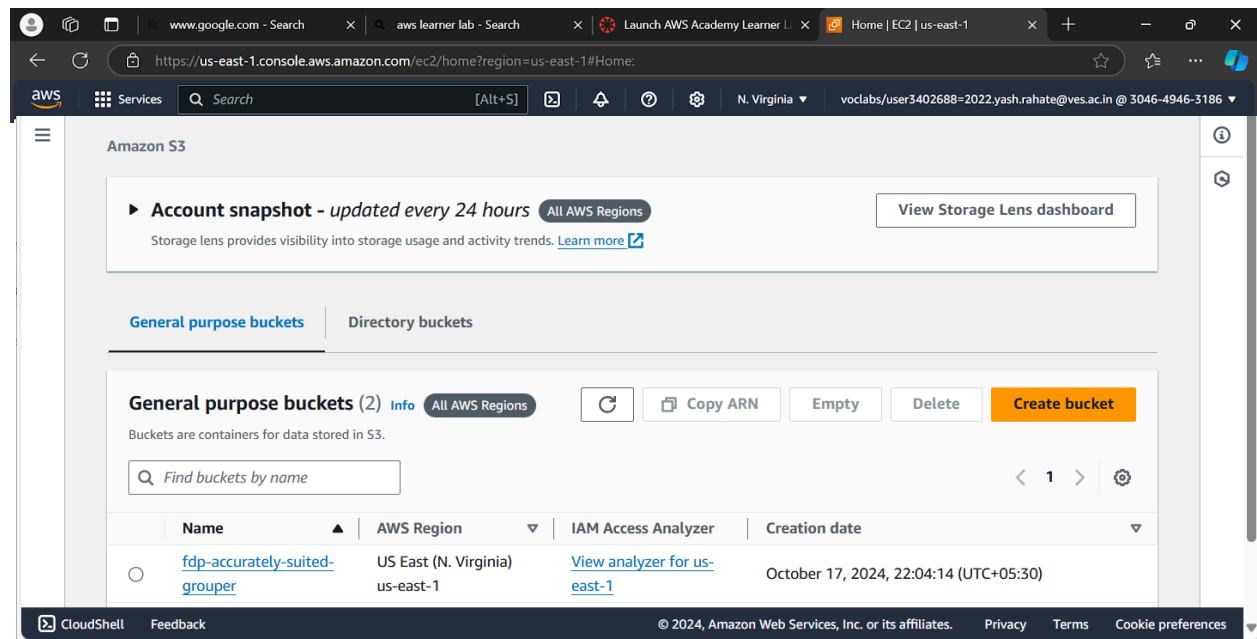 www.google.com - Search
aws learner lab - Search
Launch AWS Academy Learner L
Home | EC2 | us-east-1
https://us-east-1.console.aws.amazon.com/ec2/home?region=us-east-1#Home:
aws
Services
Search
[Alt+S]
N. Virginia
voclabs/user3402688=2022.yash.rahate@ves.ac.in @ 3046-4946-3186
Amazon S3
Account snapshot - updated every 24 hours All AWS Regions
View Storage Lens dashboard
Storage lens provides visibility into storage usage and activity trends. Learn more
General purpose buckets
Directory buckets
General purpose buckets (2) Info All AWS Regions
Copy ARN
Empty
Delete
Create bucket
Buckets are containers for data stored in S3.
Find buckets by name
1
Name
AWS Region
IAM Access Analyzer
Creation date
fdp-accurately-suited-
grouper
US East (N. Virginia)
us-east-1
View analyzer for us-
east-1
October 17, 2024, 22:04:14 (UTC+05:30)
CloudShell
Feedback
© 2024, Amazon Web Services, Inc. or its affiliates.
Privacy
Terms
Cookie preferences